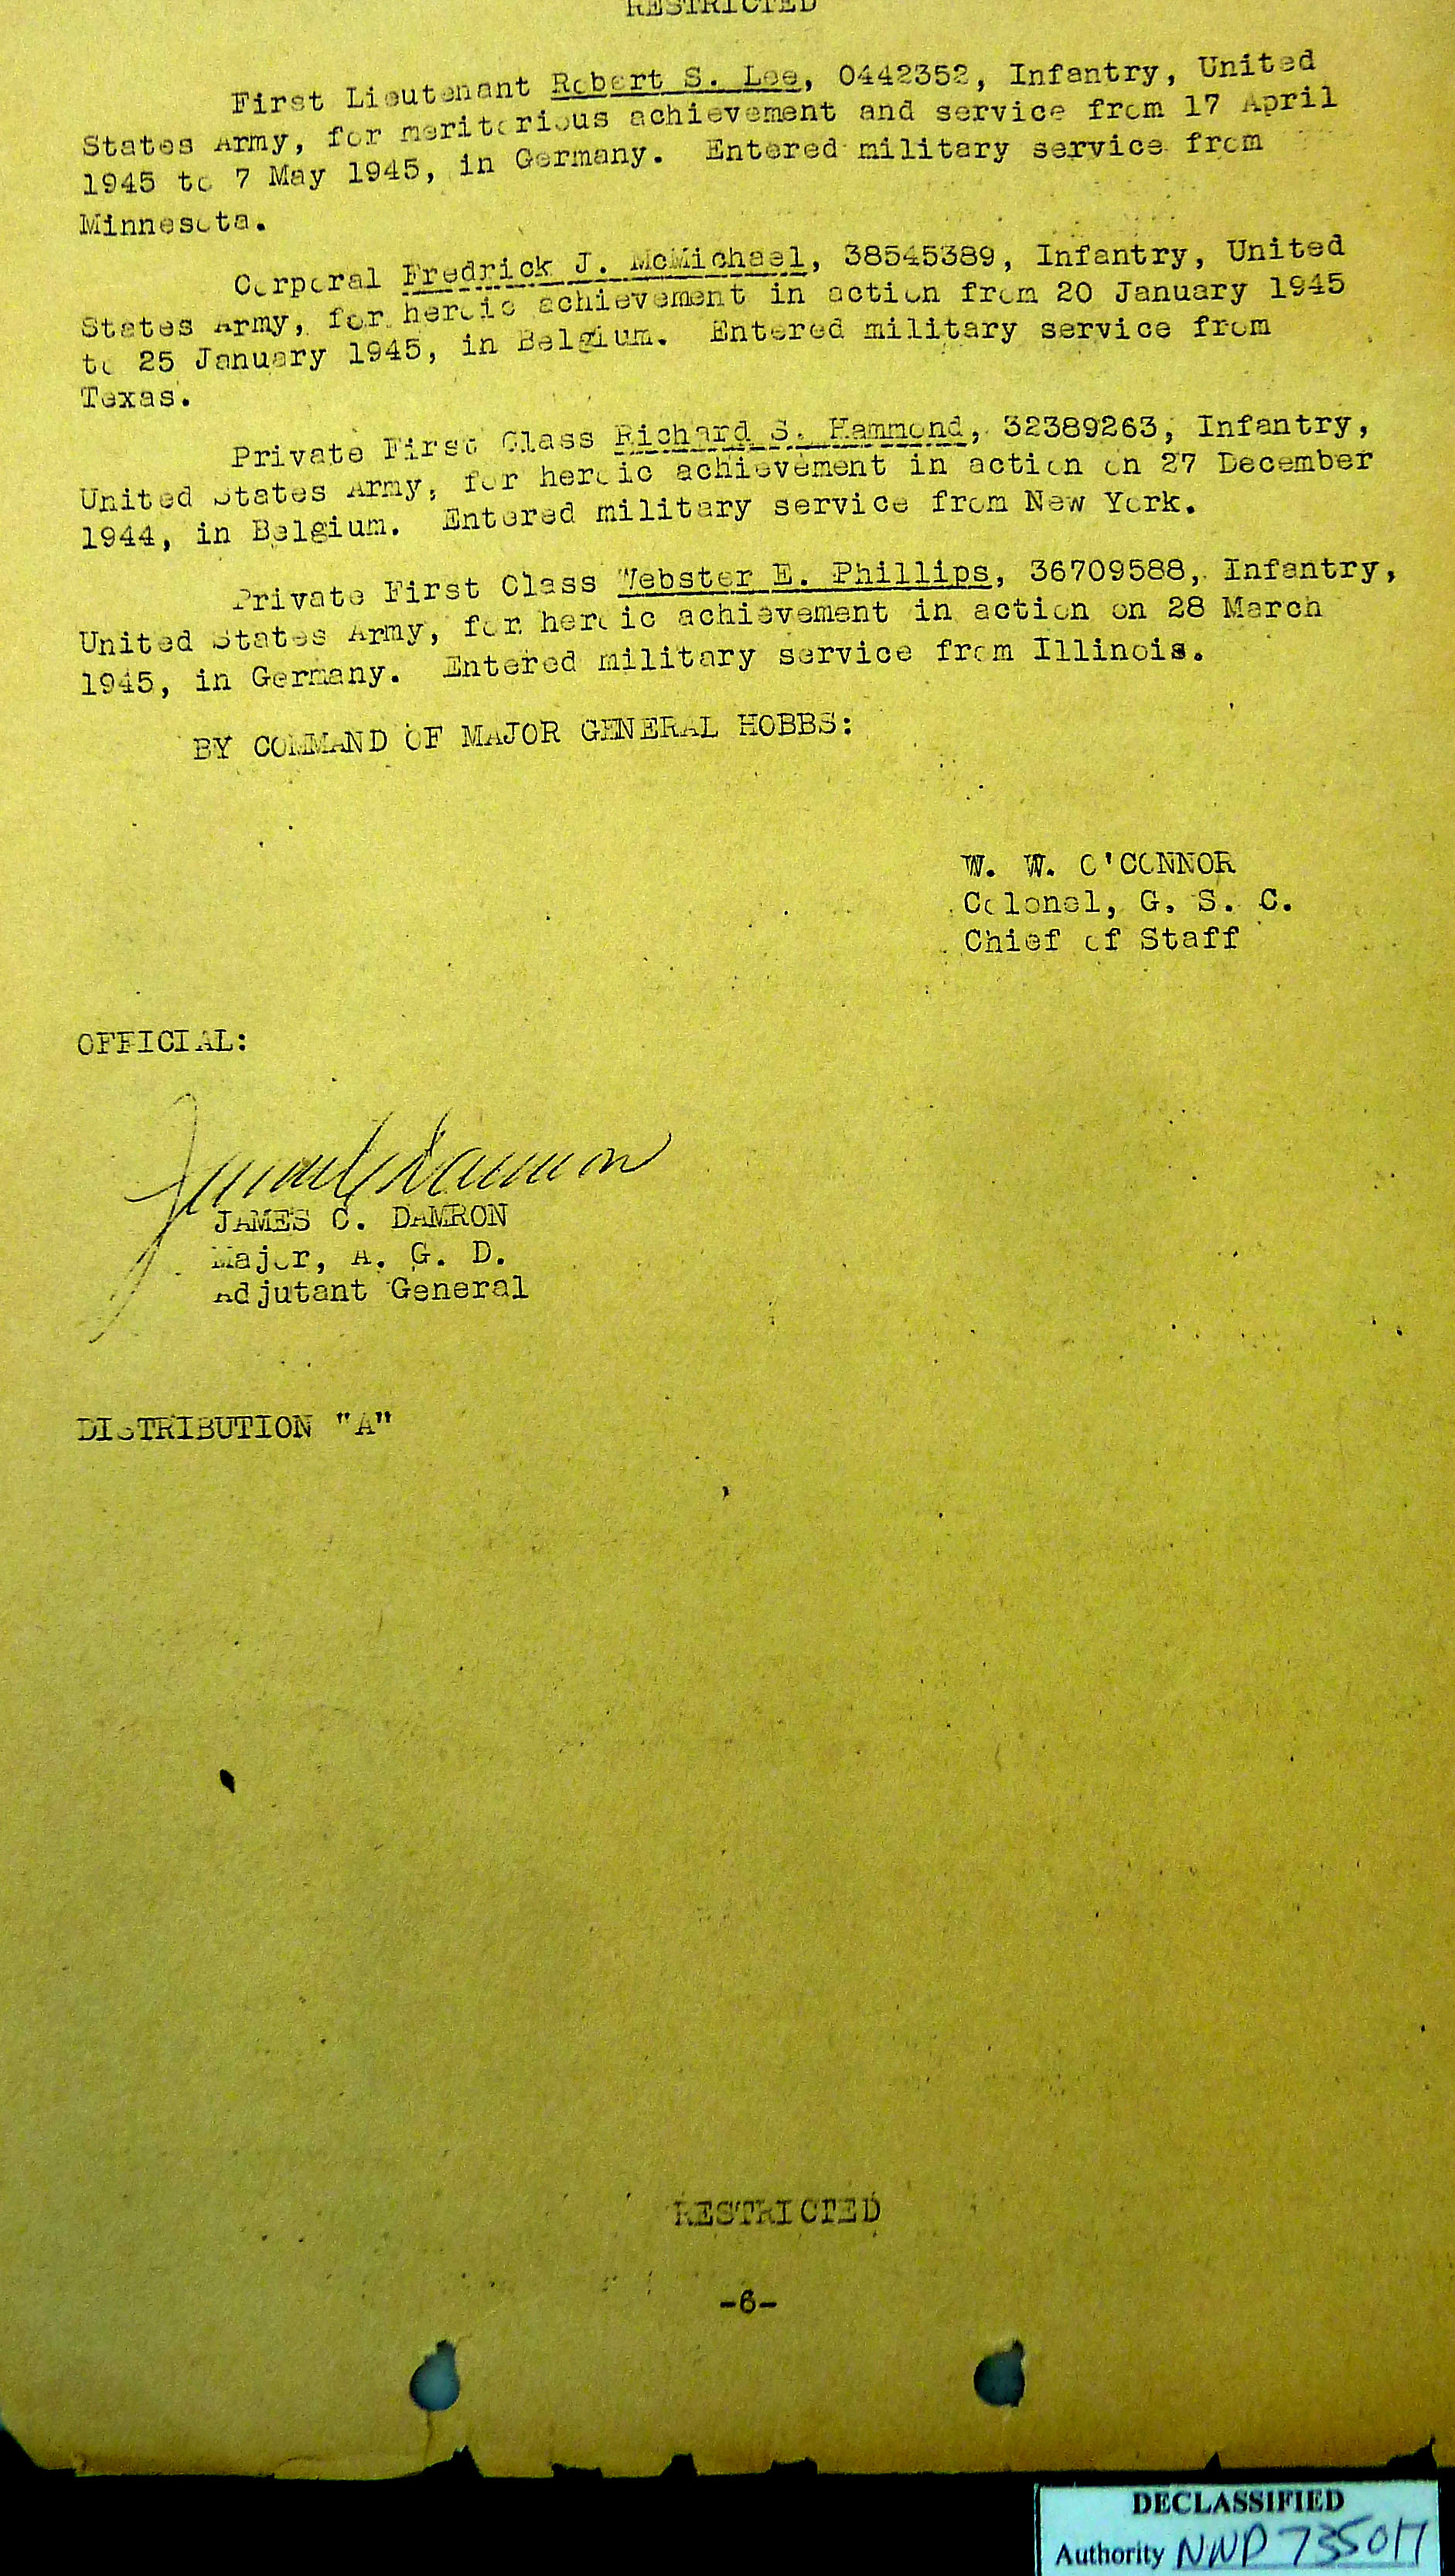 RESTRICTED
First Lieutenant Robert S. Lee, 0442352, Infantry, United
States Army, for meritorious achievement and service from 17 April
1945 to 7 May 1945, in Germany. Entered military service from
Minnesota.
Corporal Fredrick J. McMichael, 38545389, Infantry, United
States Army, for heroic achievement in action from 20 January 1945
to 25 January 1945, in Belgium. Entered military service from
Texas.
Private First Class Richard S. Hammond, 32389263, Infantry,
United States Army, for heroic achievement in action on 27 December
1944, in Belgium. Entered military service from New York.
Private First Class Webster E. Phillips, 36709588, Infantry,
United States Army, for heroic achievement in action on 28 March
1945, in Germany. Entered military service from Illinois.
BY COMMAND OF MAJOR GENERAL HOBBS:
W. W. O'CONNOR
Colonel, G. S. C.
Chief of Staff
OFFICIAL:
JAMES C. DAMRON
Major, A. G. D.
Adjutant General
DISTRIBUTION "A"
RESTRICTED
-6-
DECLASSIFIED
Authority NND 735017